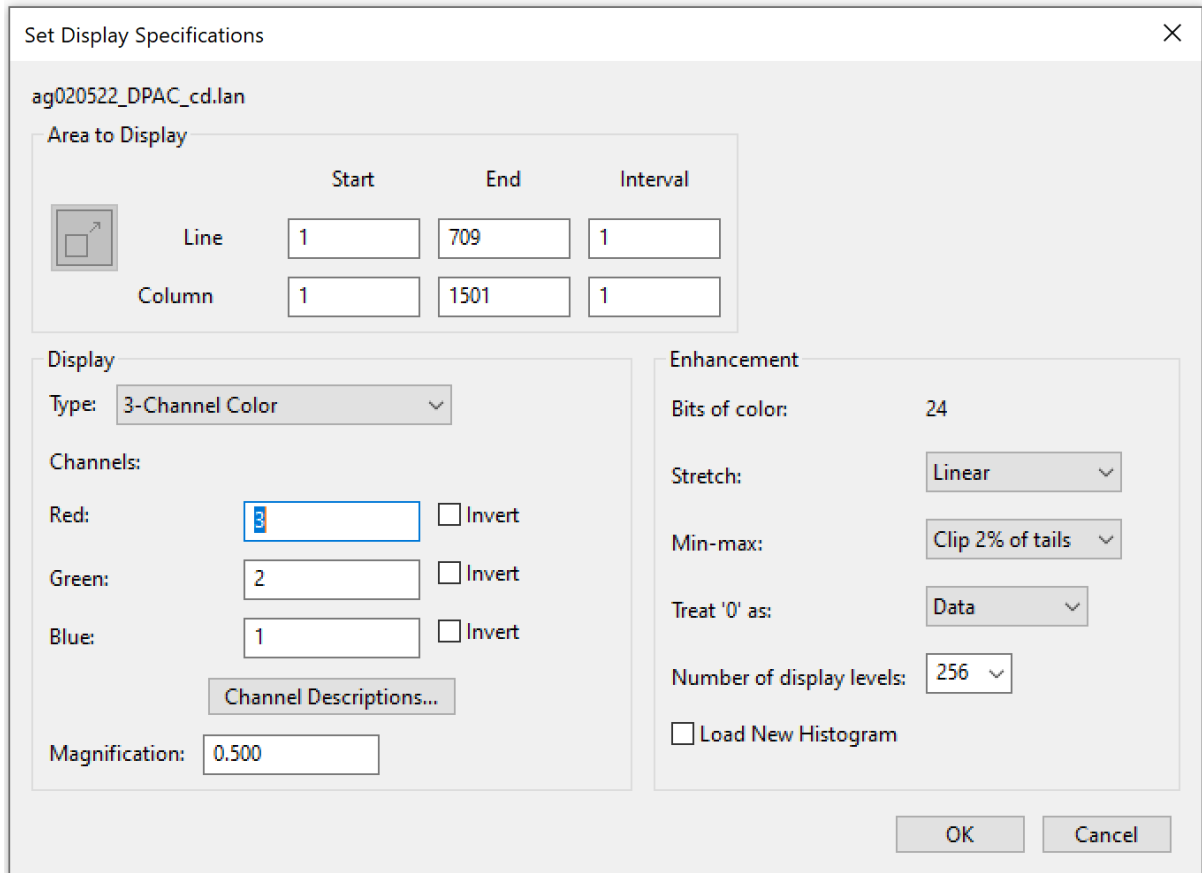 Set Display Specifications
ag020522_DPAC_cd.lan
Area to Display
Start End Interval
Line 1 709 1
Column 1 1501 1
Display
Type: 3-Channel Color
Channels:
Red: 3 Invert
Green: 2 Invert
Blue: 1 Invert
Channel Descriptions...
Magnification: 0.500
Enhancement
Bits of color: 24
Stretch: Linear
Min-max: Clip 2% of tails
Treat '0' as: Data
Number of display levels: 256
Load New Histogram
OK Cancel